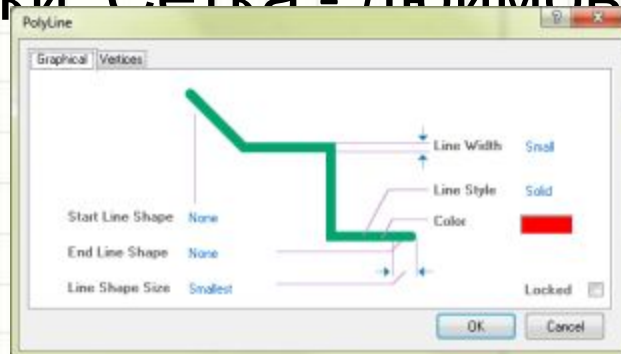 PolyLine
Graphical Vertices
Line Width Small
Line Style Solid
Color
Start Line Shape None
End Line Shape None
Line Shape Size Smallest
Locked
OK Cancel